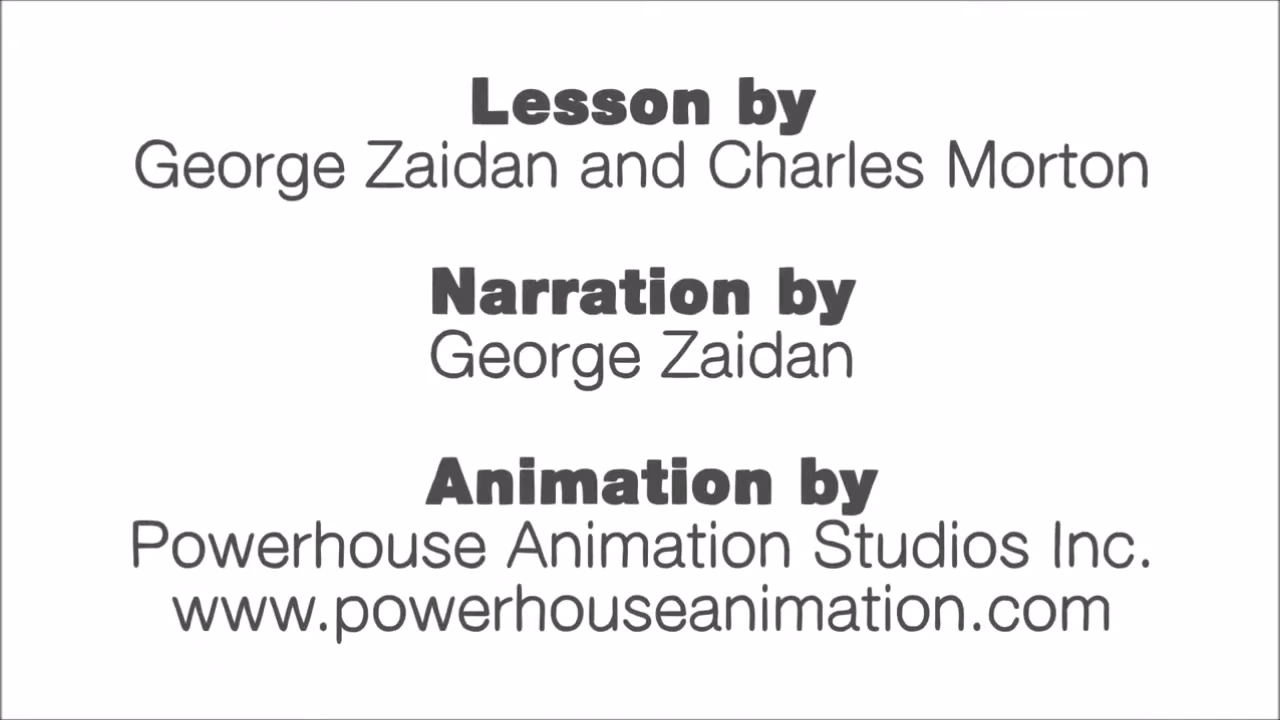 Lesson by
George Zaidan and Charles Morton
Narration by
George Zaidan
Animation by
Powerhouse Animation Studios Inc.
www.powerhouseanimation.com